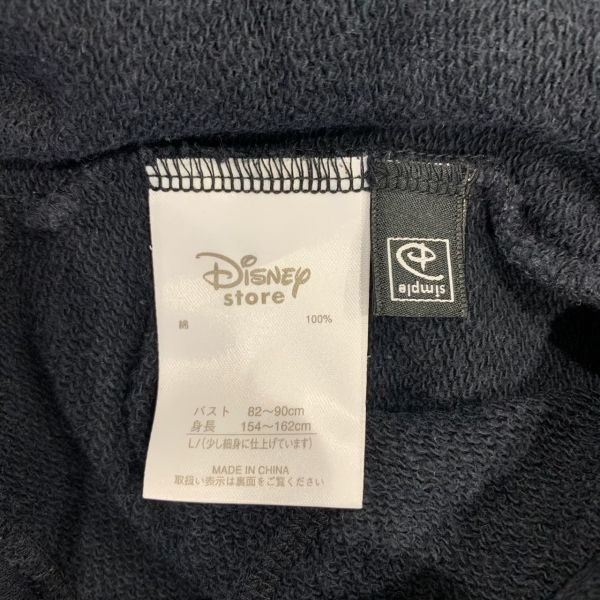 Disney
store
綿 100%
バスト 82～90cm
身長 154～162cm
L/(少し細身に仕上げています)
MADE IN CHINA
取扱い表示は裏面をご覧ください
simple
D